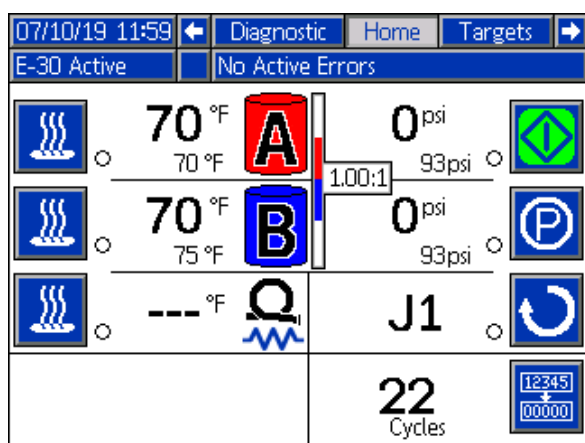 07/10/19 11:59 Diagnostic Home Targets
E-30 Active No Active Errors
70 °F A 0 psi
70 °F 93psi
1.00:1
70 °F B 0 psi
75 °F 93psi
P
--- °F J1
22
Cycles
12345
00000